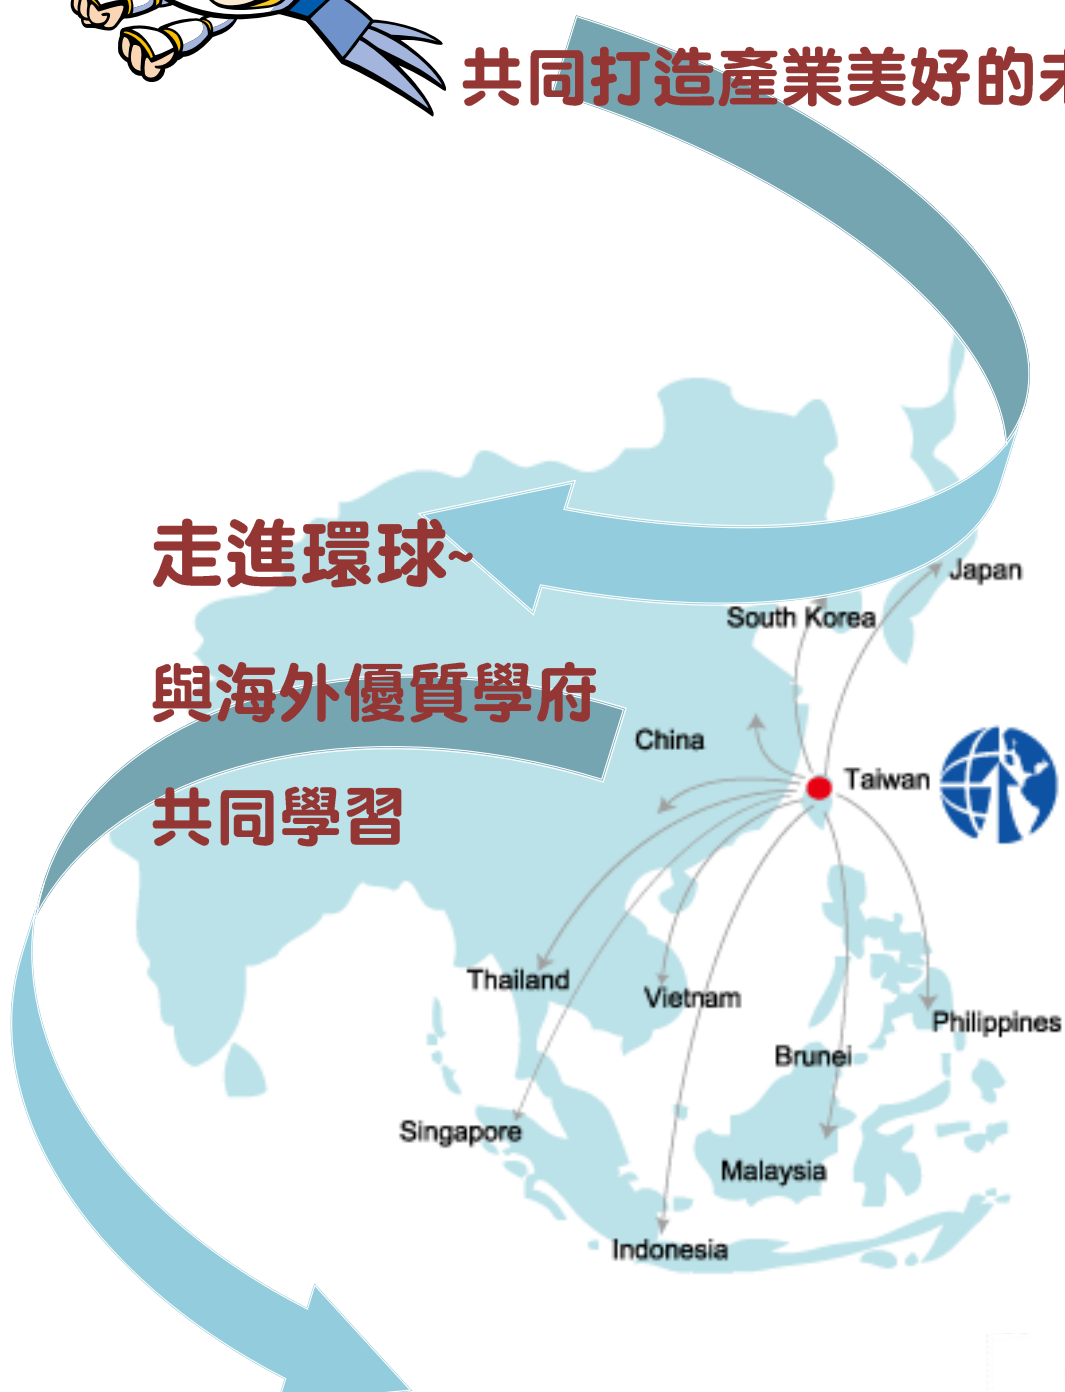 共同打造產業美好的未
走進環球~
Japan
South Korea
與海外優質學府
China
Taiwan
共同學習
Thailand
Vietnam
Philippines
Brunei
Singapore
Malaysia
Indonesia